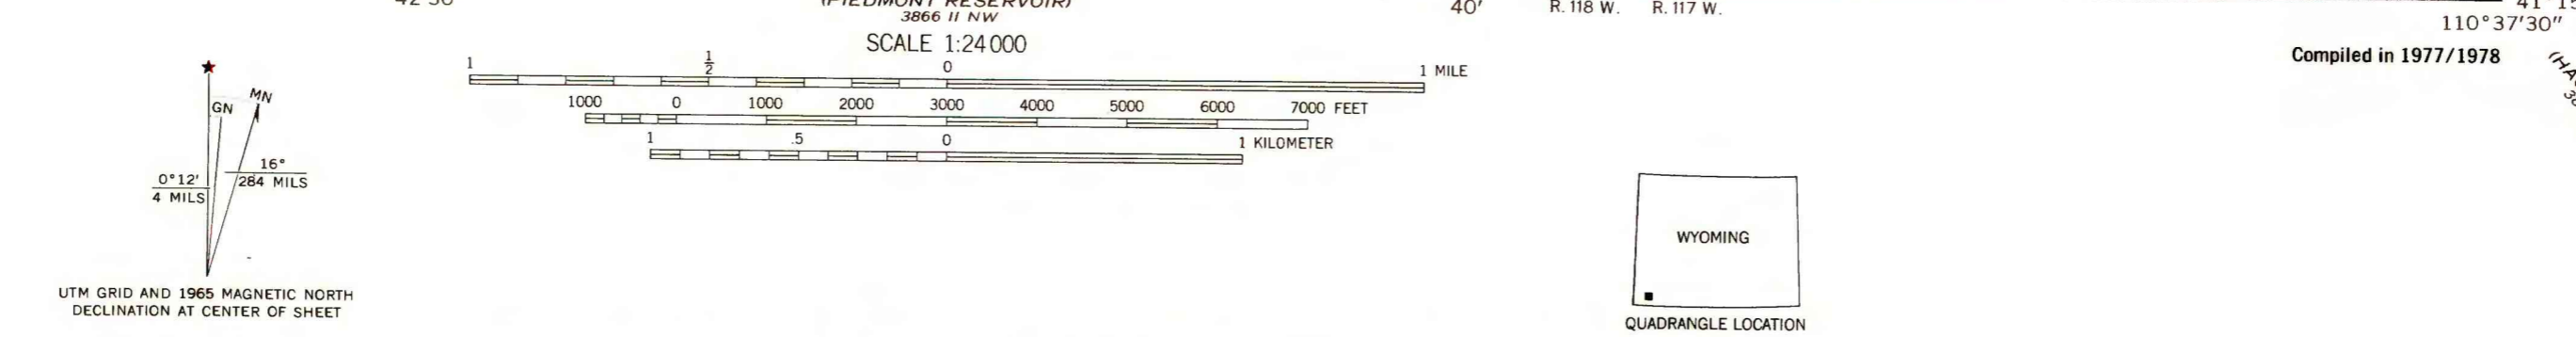 (PIEDMONT RESERVOIR)
3866 II NW
40'
R. 118 W. R. 117 W.
110°37'30"
SCALE 1:24 000
Compiled in 1977/1978
1 1/2 0 1 MILE
1000 0 1000 2000 3000 4000 5000 6000 7000 FEET
1 .5 0 1 KILOMETER
★
GN
MN
0°12'
4 MILS
16°
284 MILS
UTM GRID AND 1965 MAGNETIC NORTH
DECLINATION AT CENTER OF SHEET
WYOMING
QUADRANGLE LOCATION